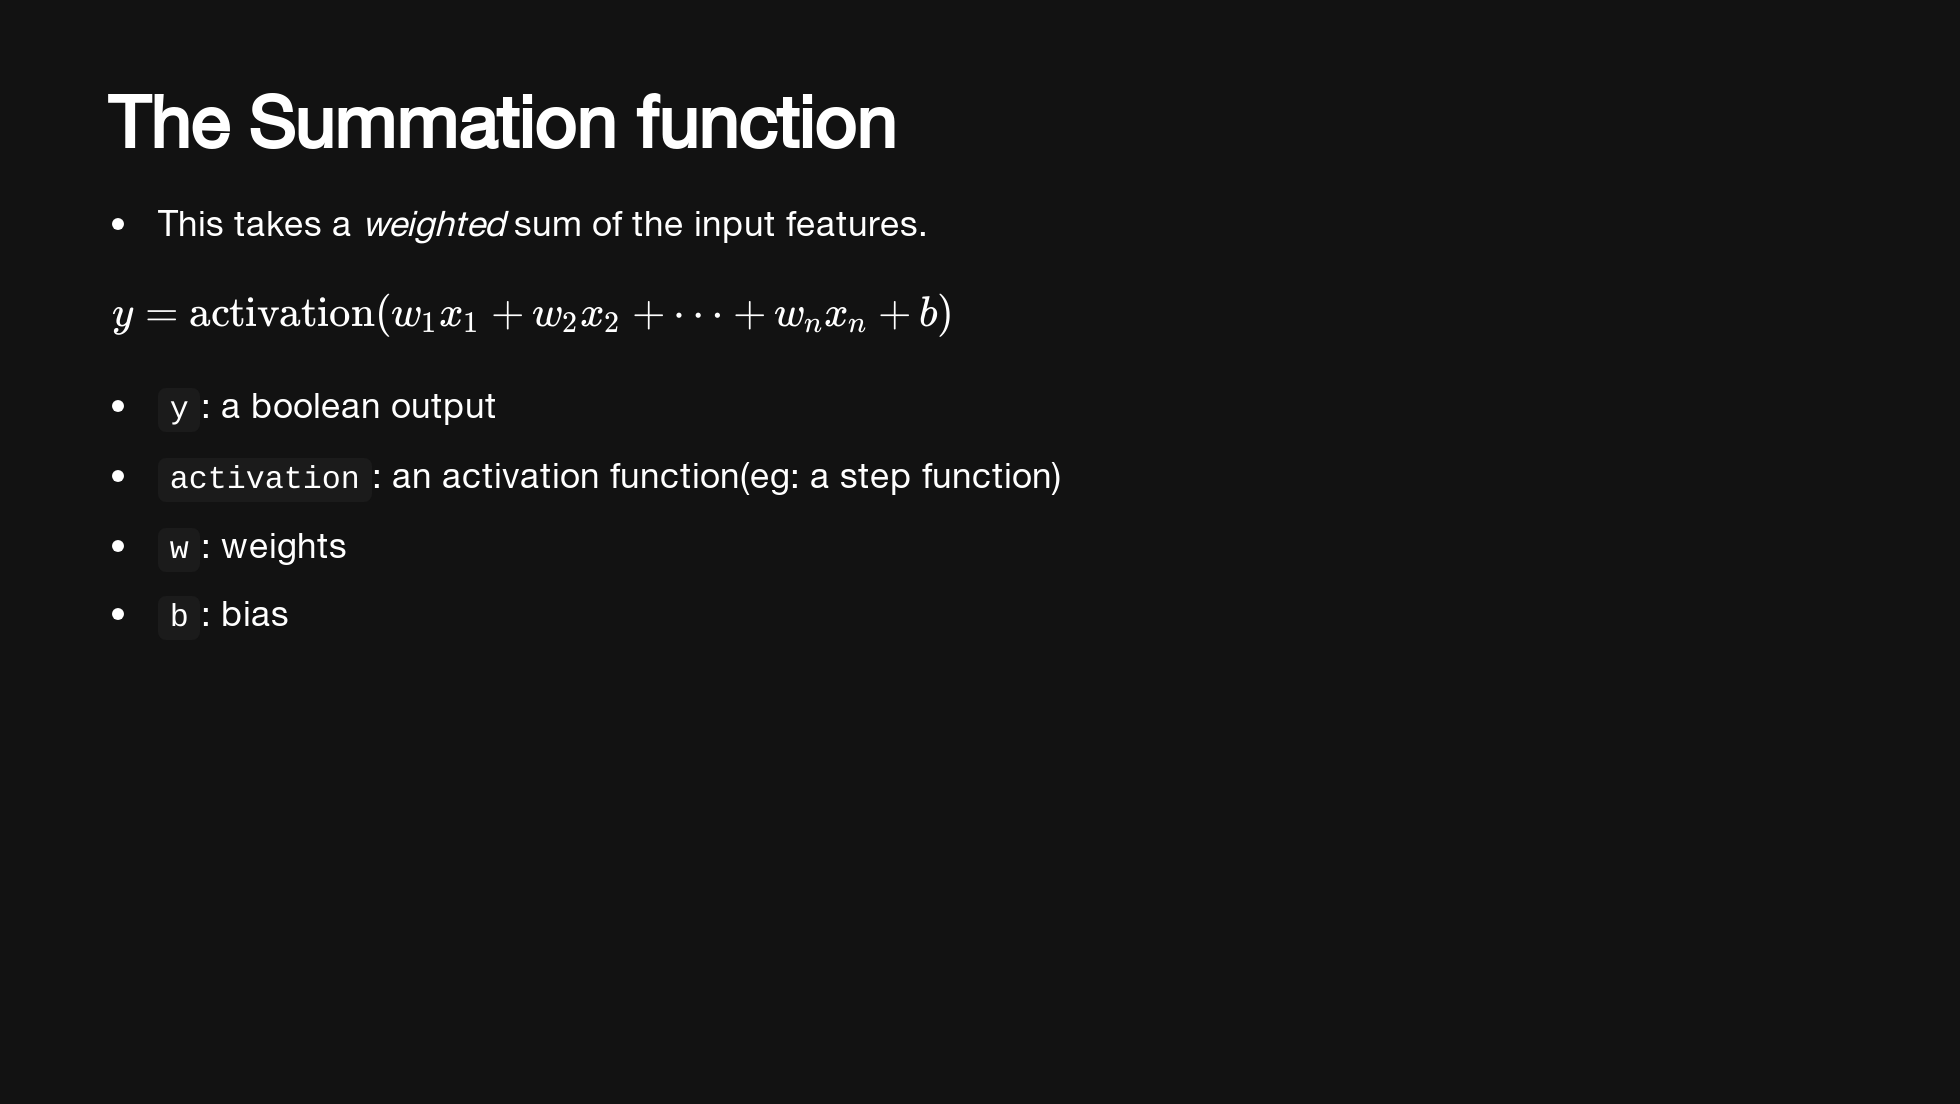 The Summation function
• This takes a weighted sum of the input features.
y = activation(w₁x₁ + w₂x₂ + ⋯ + wₙxₙ + b)
• y : a boolean output
• activation : an activation function(eg: a step function)
• w : weights
• b : bias